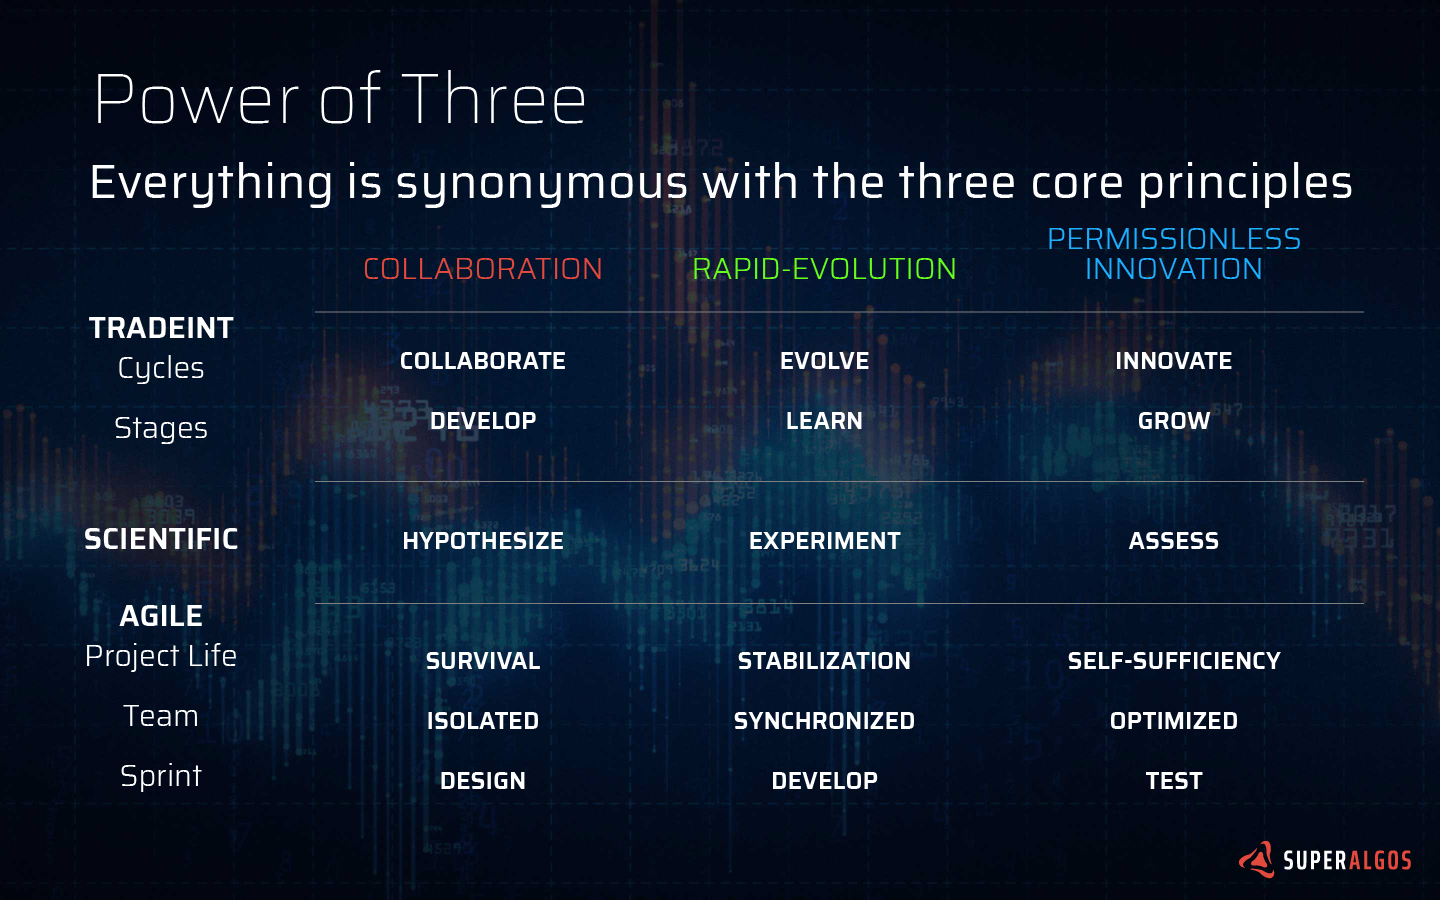 Power of Three
Everything is synonymous with the three core principles
COLLABORATION RAPID-EVOLUTION PERMISSIONLESS
INNOVATION
TRADEINT
Cycles COLLABORATE EVOLVE INNOVATE
Stages DEVELOP LEARN GROW
SCIENTIFIC HYPOTHESIZE EXPERIMENT ASSESS
AGILE
Project Life SURVIVAL STABILIZATION SELF-SUFFICIENCY
Team ISOLATED SYNCHRONIZED OPTIMIZED
Sprint DESIGN DEVELOP TEST
SUPERALGOS